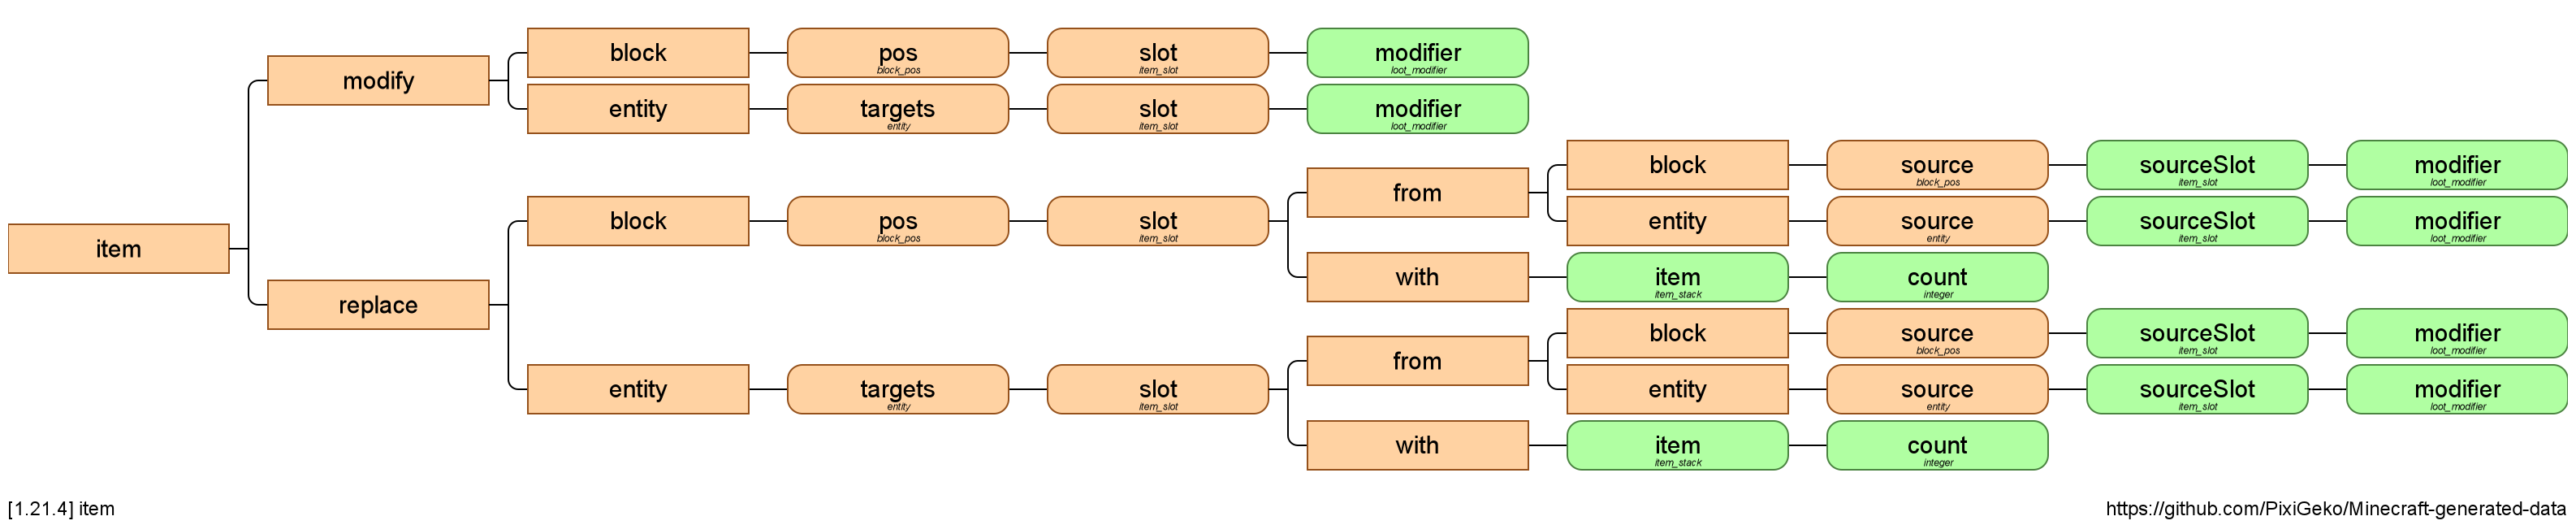 block
pos
block_pos
slot
item_slot
modifier
loot_modifier
modify
entity
targets
entity
slot
item_slot
modifier
loot_modifier
block
source
block_pos
sourceSlot
item_slot
modifier
loot_modifier
from
block
pos
block_pos
slot
item_slot
entity
source
entity
sourceSlot
item_slot
modifier
loot_modifier
item
with
item
item_stack
count
integer
replace
block
source
block_pos
sourceSlot
item_slot
modifier
loot_modifier
from
entity
targets
entity
slot
item_slot
entity
source
entity
sourceSlot
item_slot
modifier
loot_modifier
with
item
item_stack
count
integer
[1.21.4] item
https://github.com/PixiGeko/Minecraft-generated-data